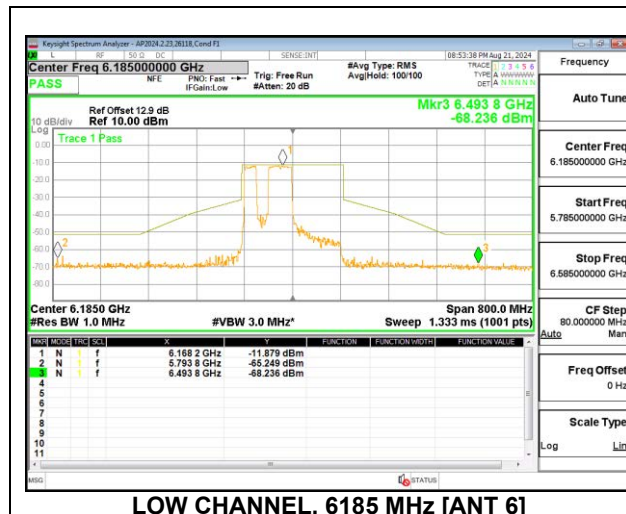 Keysight Spectrum Analyzer - AP2024.2.23,26118,Cond F1
L RF 50 Ω DC SENSE:INT 08:53:38 PM Aug 21, 2024
Center Freq 6.185000000 GHz
PASS
NFE PNO: Fast IFGain:Low
Trig: Free Run
#Atten: 20 dB
#Avg Type: RMS
Avg|Hold: 100/100
TRACE 1 2 3 4 5 6
TYPE A WWWWW
DET A N N N N N
Frequency
Auto Tune
Center Freq
6.185000000 GHz
Start Freq
5.785000000 GHz
Stop Freq
6.585000000 GHz
CF Step
80.000000 MHz
Auto Man
Freq Offset
0 Hz
Scale Type
Log Lin
Ref Offset 12.9 dB
Ref 10.00 dBm
10 dB/div
Log
Mkr3 6.493 8 GHz
-68.236 dBm
Trace 1 Pass
0.00
-10.0
-20.0
-30.0
-40.0
-50.0
-60.0
-70.0
-80.0
1
2
3
Center 6.1850 GHz Span 800.0 MHz
#Res BW 1.0 MHz #VBW 3.0 MHz* Sweep 1.333 ms (1001 pts)
MKR MODE TRC SCL X Y FUNCTION FUNCTION WIDTH FUNCTION VALUE
1 N 1 f 6.168 2 GHz -11.879 dBm
2 N 1 f 5.793 8 GHz -65.249 dBm
3 N 1 f 6.493 8 GHz -68.236 dBm
4
5
6
7
8
9
10
11
MSG STATUS
LOW CHANNEL, 6185 MHz [ANT 6]